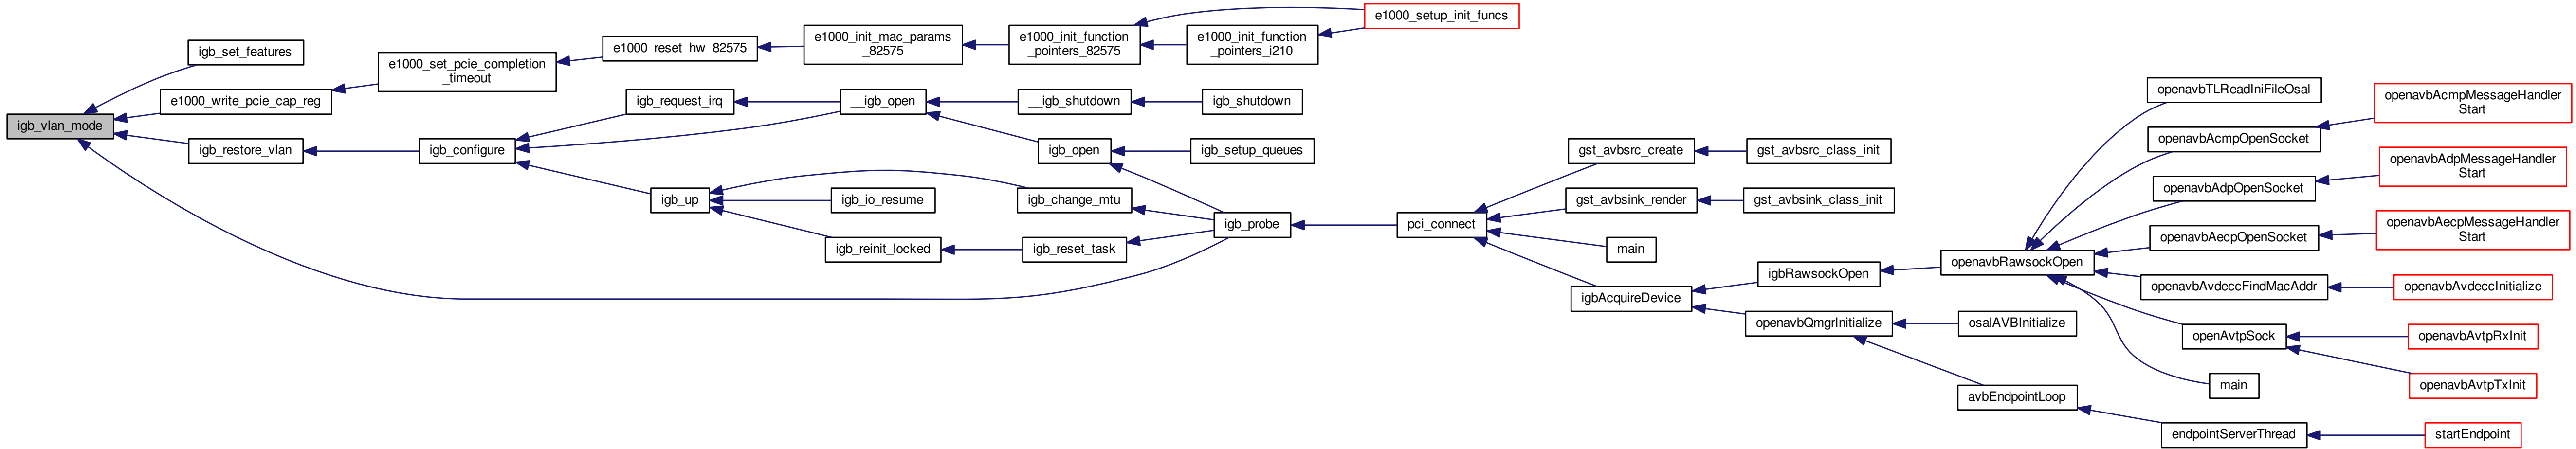 igb_vlan_mode
igb_set_features
e1000_write_pcie_cap_reg
igb_restore_vlan
e1000_set_pcie_completion
_timeout
igb_configure
e1000_reset_hw_82575
igb_request_irq
igb_up
e1000_init_mac_params
_82575
__igb_open
igb_io_resume
igb_reinit_locked
e1000_init_function
_pointers_82575
__igb_shutdown
igb_open
igb_change_mtu
igb_reset_task
e1000_init_function
_pointers_i210
igb_shutdown
igb_setup_queues
igb_probe
e1000_setup_init_funcs
pci_connect
gst_avbsrc_create
gst_avbsink_render
main
igbAcquireDevice
gst_avbsrc_class_init
gst_avbsink_class_init
igbRawsockOpen
openavbQmgrInitialize
openavbRawsockOpen
osalAVBInitialize
avbEndpointLoop
openavbTLReadIniFileOsal
openavbAcmpOpenSocket
openavbAdpOpenSocket
openavbAecpOpenSocket
openavbAvdeccFindMacAddr
openAvtpSock
main
endpointServerThread
openavbAcmpMessageHandler
Start
openavbAdpMessageHandler
Start
openavbAecpMessageHandler
Start
openavbAvdeccInitialize
openavbAvtpRxInit
openavbAvtpTxInit
startEndpoint